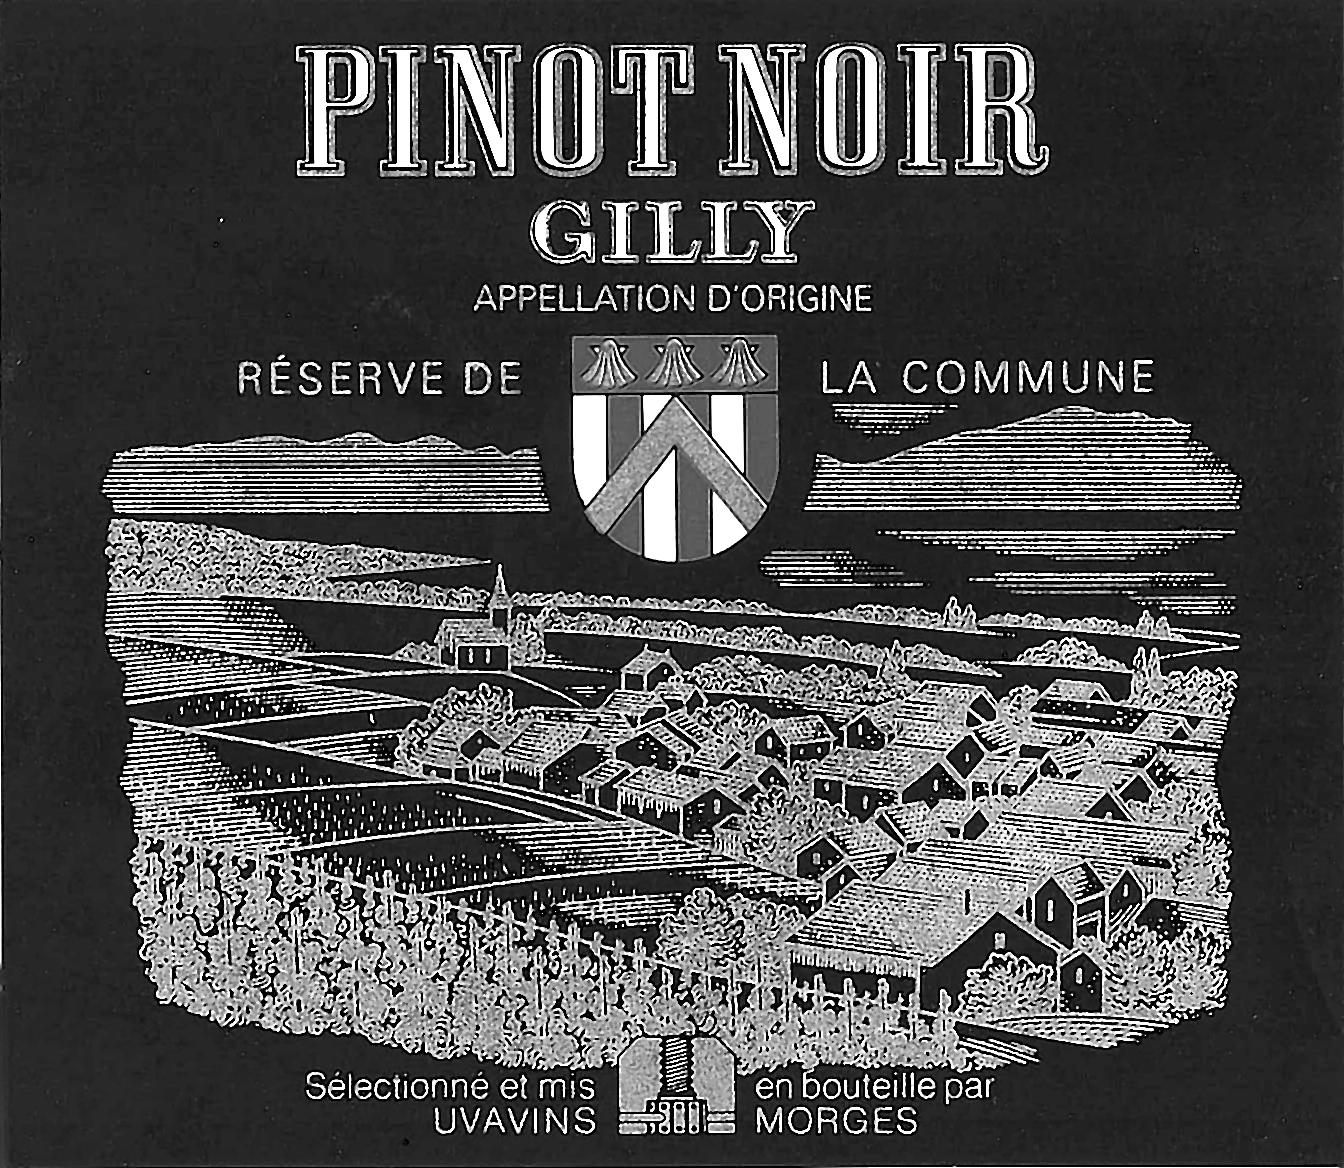 PINOT NOIR
GILLY
APPELLATION D'ORIGINE
RÉSERVE DE LA COMMUNE
Sélectionné et mis en bouteille par
UVAVINS MORGES